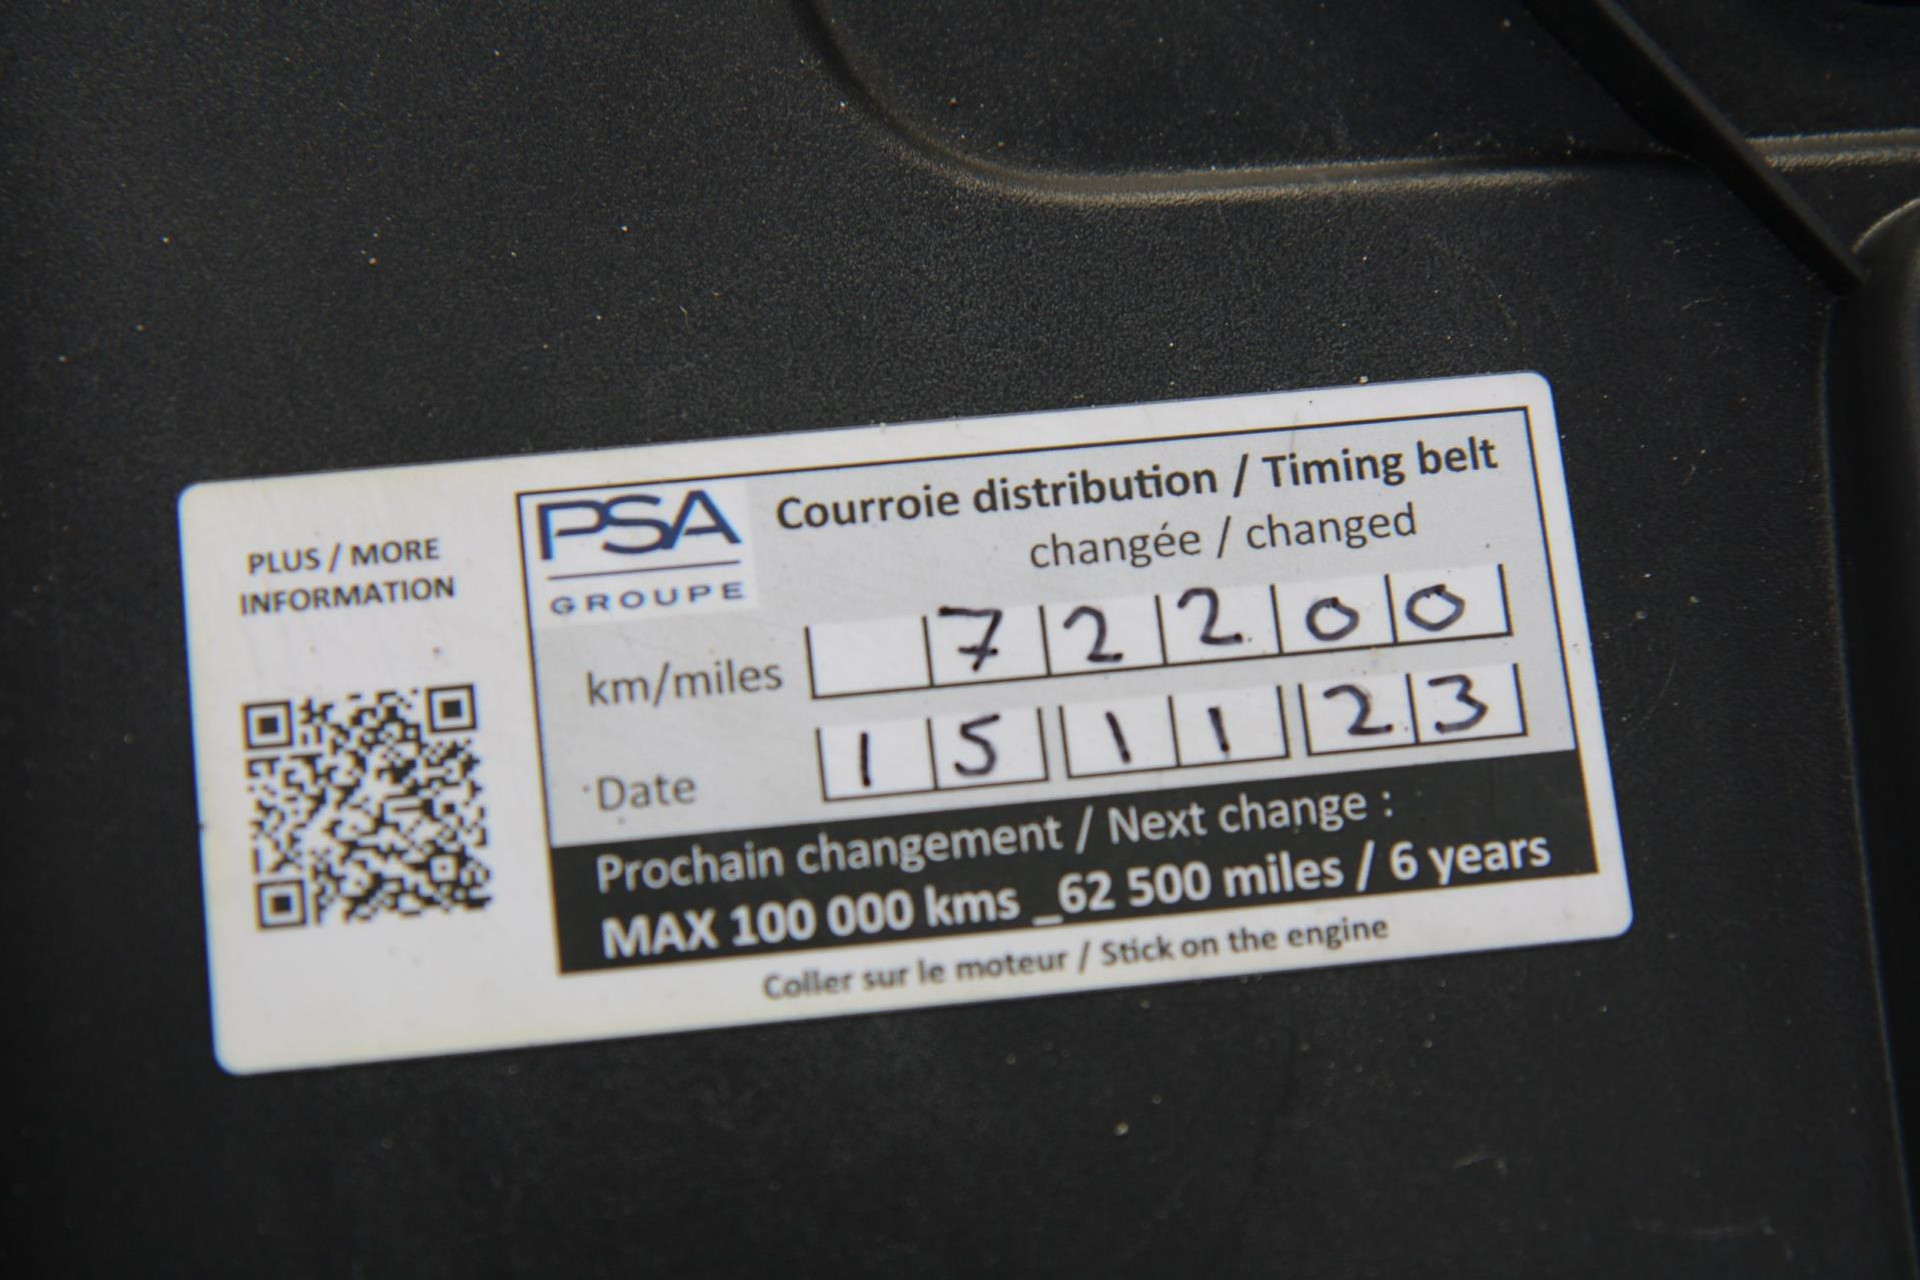 PLUS / MORE
INFORMATION
PSA
GROUPE
Courroie distribution / Timing belt
changée / changed
km/miles 72200
Date 15 11 23
Prochain changement / Next change :
MAX 100 000 kms _62 500 miles / 6 years
Coller sur le moteur / Stick on the engine